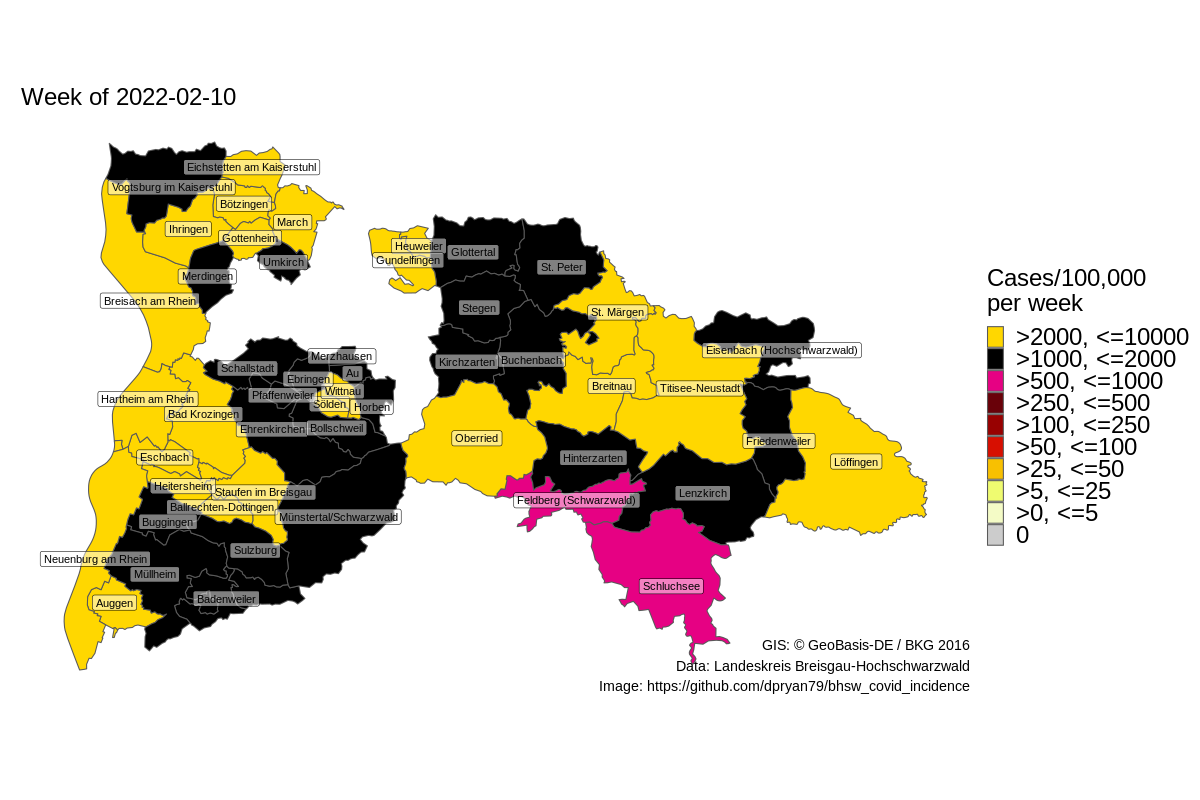 Week of 2022-02-10
Eichstetten am Kaiserstuhl
Vogtsburg im Kaiserstuhl
Bötzingen
March
Ihringen
Gottenheim
Umkirch
Merdingen
Breisach am Rhein
Heuweiler
Gundelfingen
Glottertal
St. Peter
Stegen
St. Märgen
Kirchzarten
Buchenbach
Eisenbach (Hochschwarzwald)
Breitnau
Titisee-Neustadt
Merzhausen
Schallstadt
Au
Ebringen
Pfaffenweiler
Wittnau
Sölden
Horben
Hartheim am Rhein
Bad Krozingen
Ehrenkirchen
Bollschweil
Oberried
Friedenweiler
Löffingen
Hinterzarten
Eschbach
Heitersheim
Staufen im Breisgau
Feldberg (Schwarzwald)
Lenzkirch
Ballrechten-Dottingen
Münstertal/Schwarzwald
Buggingen
Sulzburg
Neuenburg am Rhein
Müllheim
Schluchsee
Auggen
Badenweiler
Cases/100,000
per week
>2000, <=10000
>1000, <=2000
>500, <=1000
>250, <=500
>100, <=250
>50, <=100
>25, <=50
>5, <=25
>0, <=5
0
GIS: © GeoBasis-DE / BKG 2016
Data: Landeskreis Breisgau-Hochschwarzwald
Image: https://github.com/dpryan79/bhsw_covid_incidence